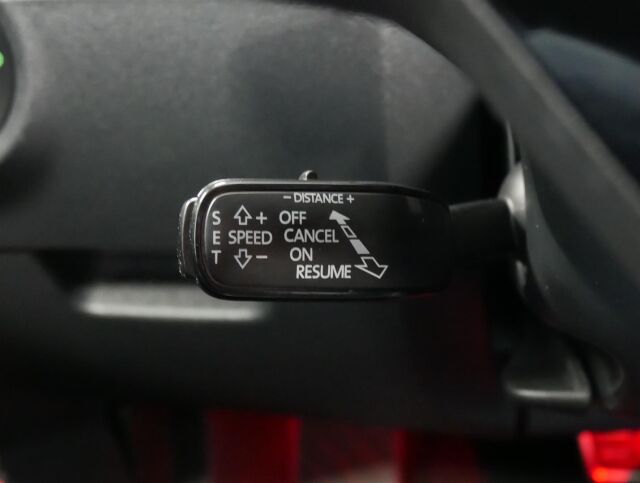 − DISTANCE +
S + OFF
E SPEED CANCEL
T − ON
RESUME